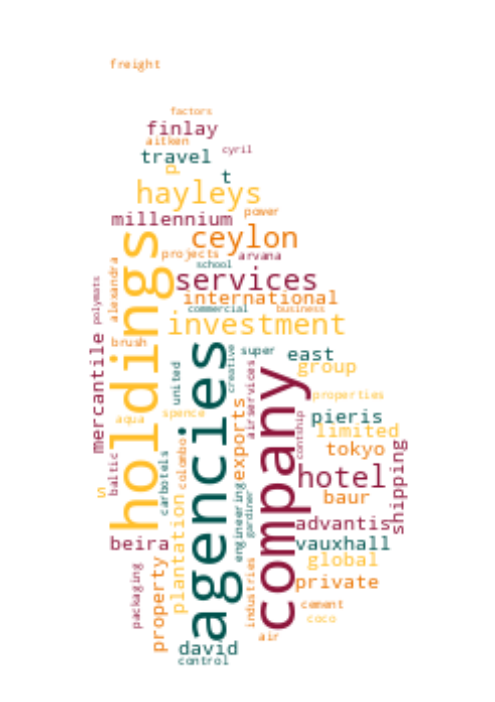 freight
factors
finlay
aitken
cyril
travel
p
t
hayleys
power
millennium
ceylon
projects
arvana
school
holdings
services
alexandra
polymats
international
commercial
business
investment
brush
mercantile
agencies
creative
super
east
united
airservices
company
group
properties
aqua
spence
exports
contship
pieris
limited
colombo
carbotels
baltic
tokyo
shipping
hotel
s
engineering
gardiner
baur
plantation
advantis
beira
vauxhall
global
property
packaging
industries
private
cement
coco
air
david
control